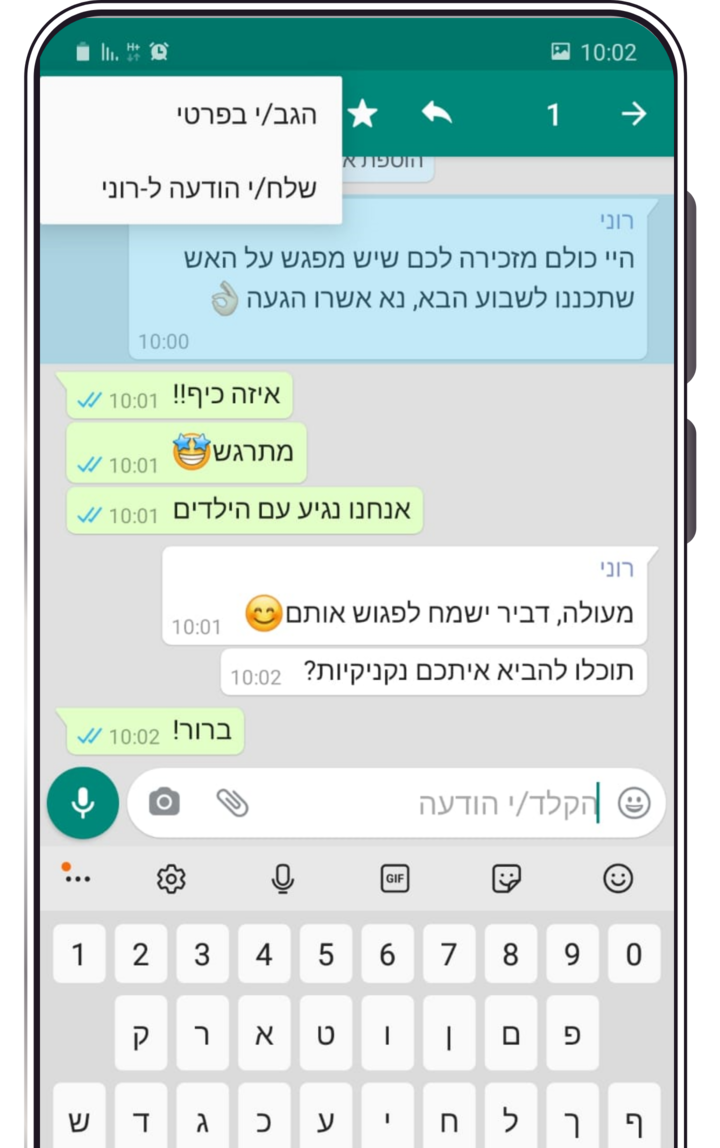 10:02
1
הגב/י בפרטי
שלח/י הודעה ל-רוני
רוני
היי כולם מזכירה לכם שיש מפגש על האש
שתכננו לשבוע הבא, נא אשרו הגעה 👌🏼
10:00
איזה כיף!! 10:01
מתרגש🤩 10:01
אנחנו נגיע עם הילדים 10:01
רוני
מעולה, דביר ישמח לפגוש אותם😊 10:01
תוכלו להביא איתכם נקניקיות? 10:02
ברור! 10:02
הקלד/י הודעה
GIF
1 2 3 4 5 6 7 8 9 0
ק ר א ט ו ן ם פ
ש ד ג כ ע י ח ל ך ף